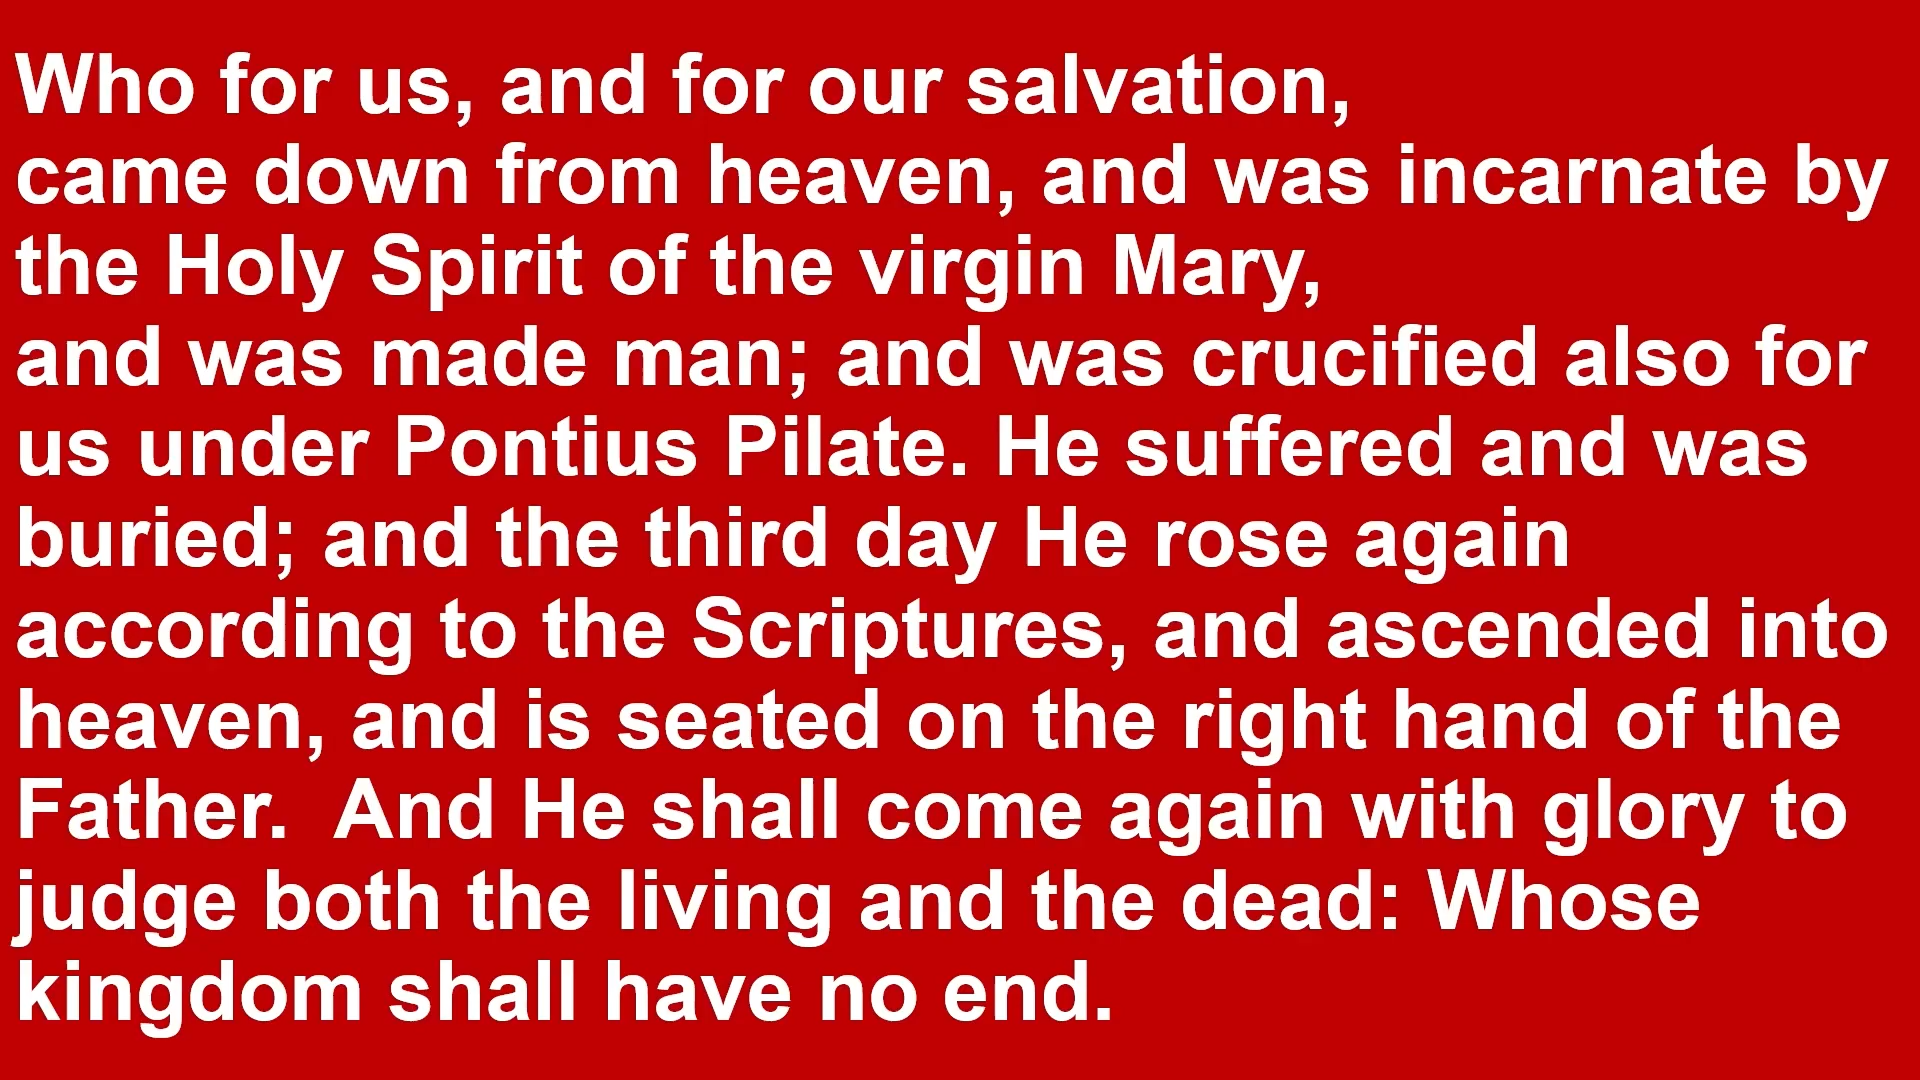 Who for us, and for our salvation,
came down from heaven, and was incarnate by
the Holy Spirit of the virgin Mary,
and was made man; and was crucified also for
us under Pontius Pilate. He suffered and was
buried; and the third day He rose again
according to the Scriptures, and ascended into
heaven, and is seated on the right hand of the
Father.  And He shall come again with glory to
judge both the living and the dead: Whose
kingdom shall have no end.